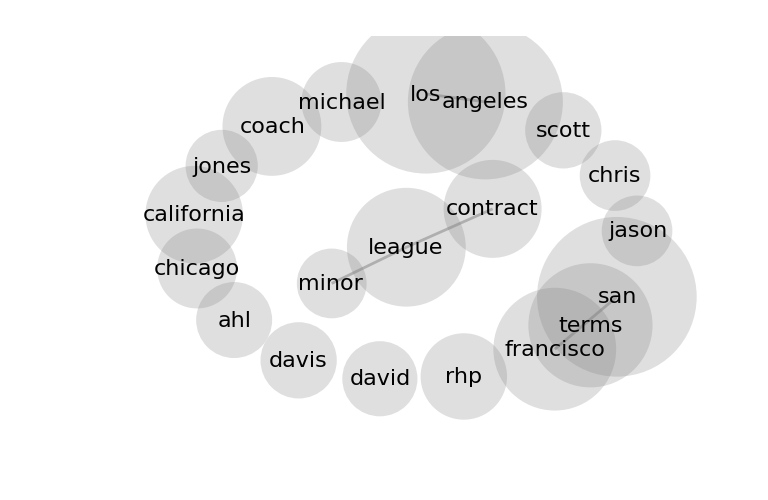 los
angeles
michael
scott
coach
jones
chris
contract
california
jason
league
chicago
minor
san
ahl
terms
francisco
davis
david
rhp